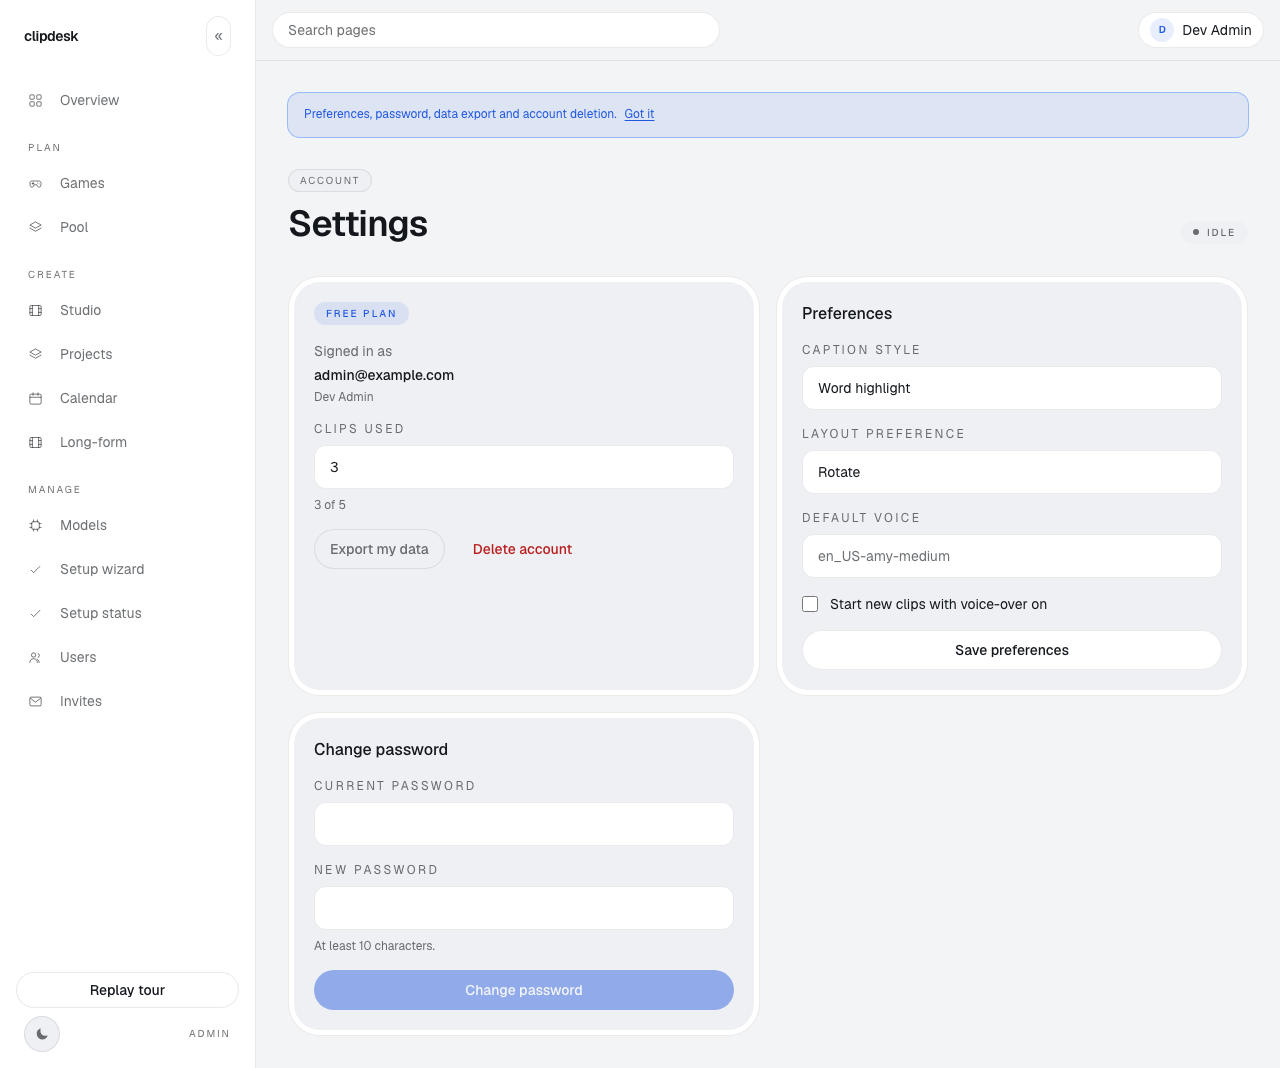 clipdesk
«
Overview
PLAN
Games
Pool
CREATE
Studio
Projects
Calendar
Long-form
MANAGE
Models
Setup wizard
Setup status
Users
Invites
Replay tour
ADMIN
Search pages
D Dev Admin
Preferences, password, data export and account deletion. Got it
ACCOUNT
Settings
IDLE
FREE PLAN
Signed in as
admin@example.com
Dev Admin
CLIPS USED
3
3 of 5
Export my data
Delete account
Preferences
CAPTION STYLE
Word highlight
LAYOUT PREFERENCE
Rotate
DEFAULT VOICE
en_US-amy-medium
Start new clips with voice-over on
Save preferences
Change password
CURRENT PASSWORD
NEW PASSWORD
At least 10 characters.
Change password